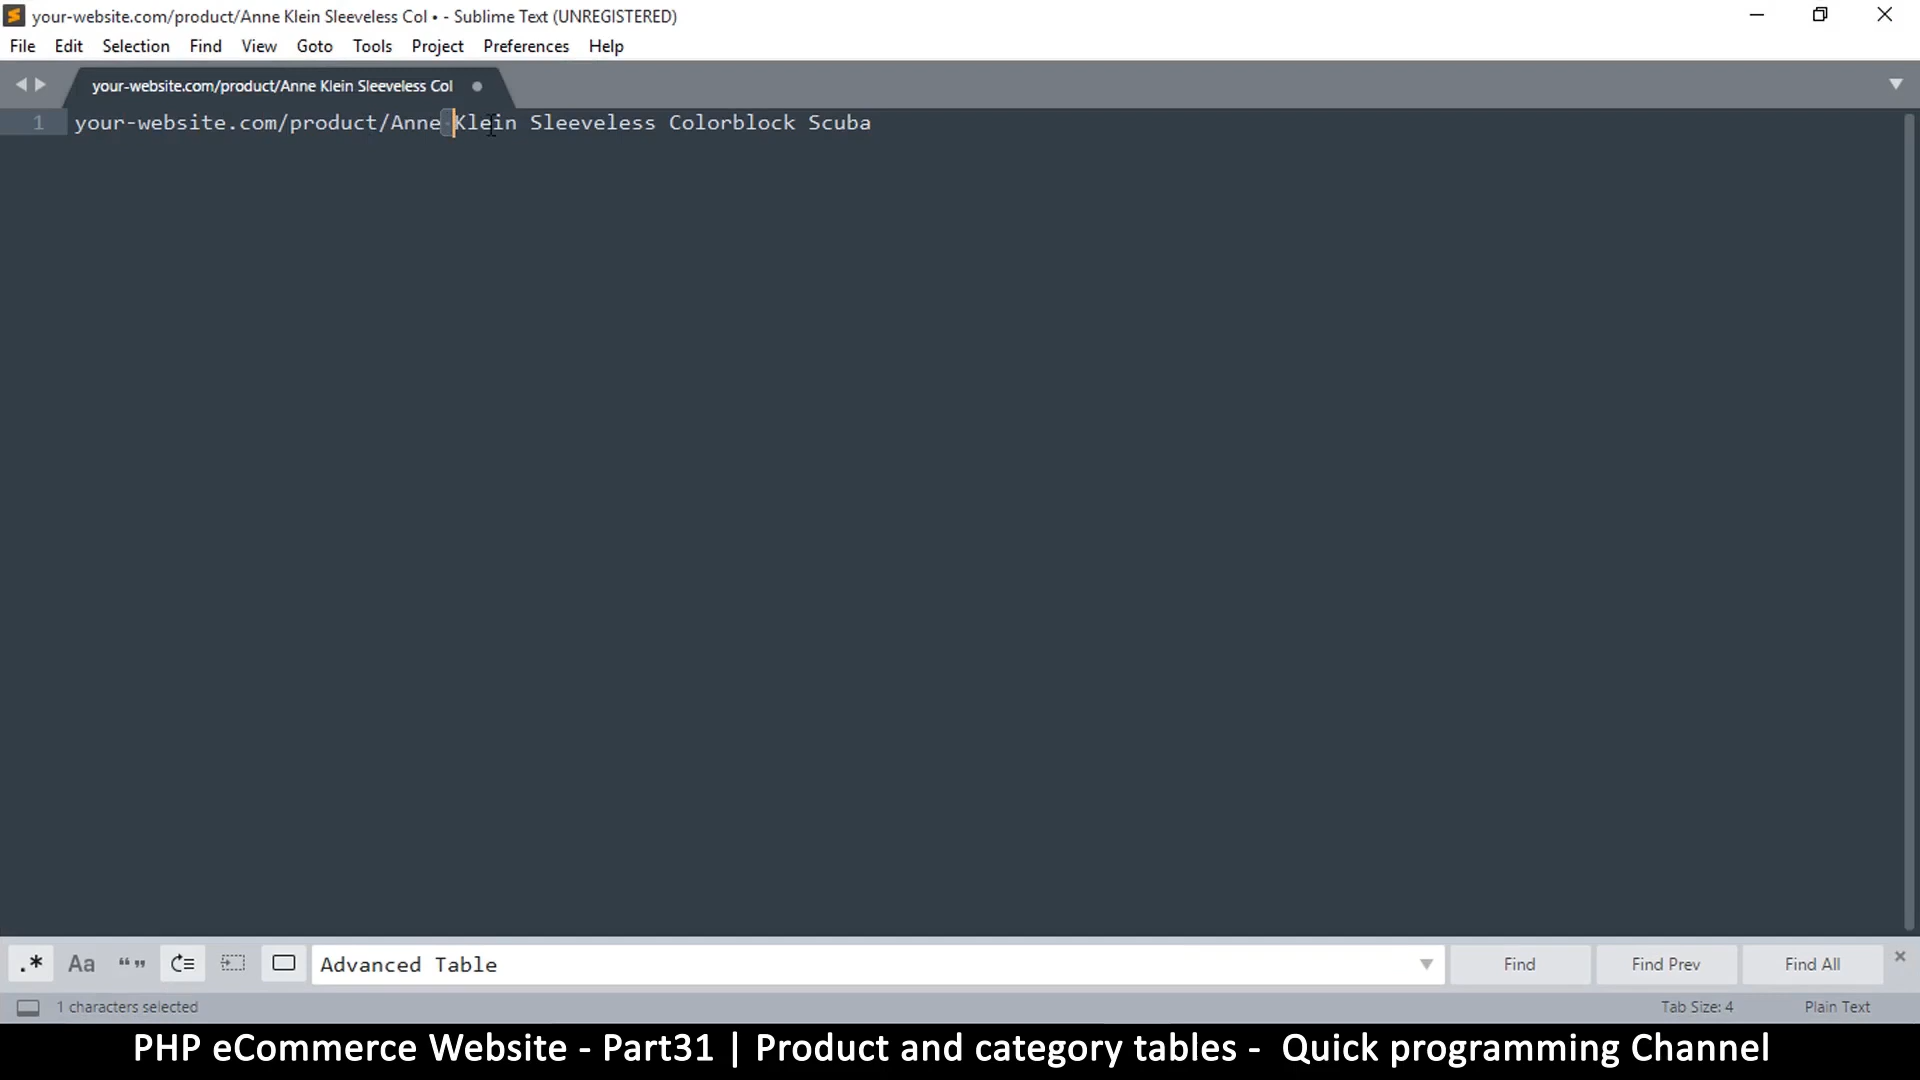 your-website.com/product/Anne Klein Sleeveless Col • - Sublime Text (UNREGISTERED)
File Edit Selection Find View Goto Tools Project Preferences Help
your-website.com/product/Anne Klein Sleeveless Col
1 your-website.com/product/Anne Klein Sleeveless Colorblock Scuba
.* Aa “ ” Advanced Table Find Find Prev Find All
1 characters selected Tab Size: 4 Plain Text
PHP eCommerce Website - Part31 | Product and category tables - Quick programming Channel